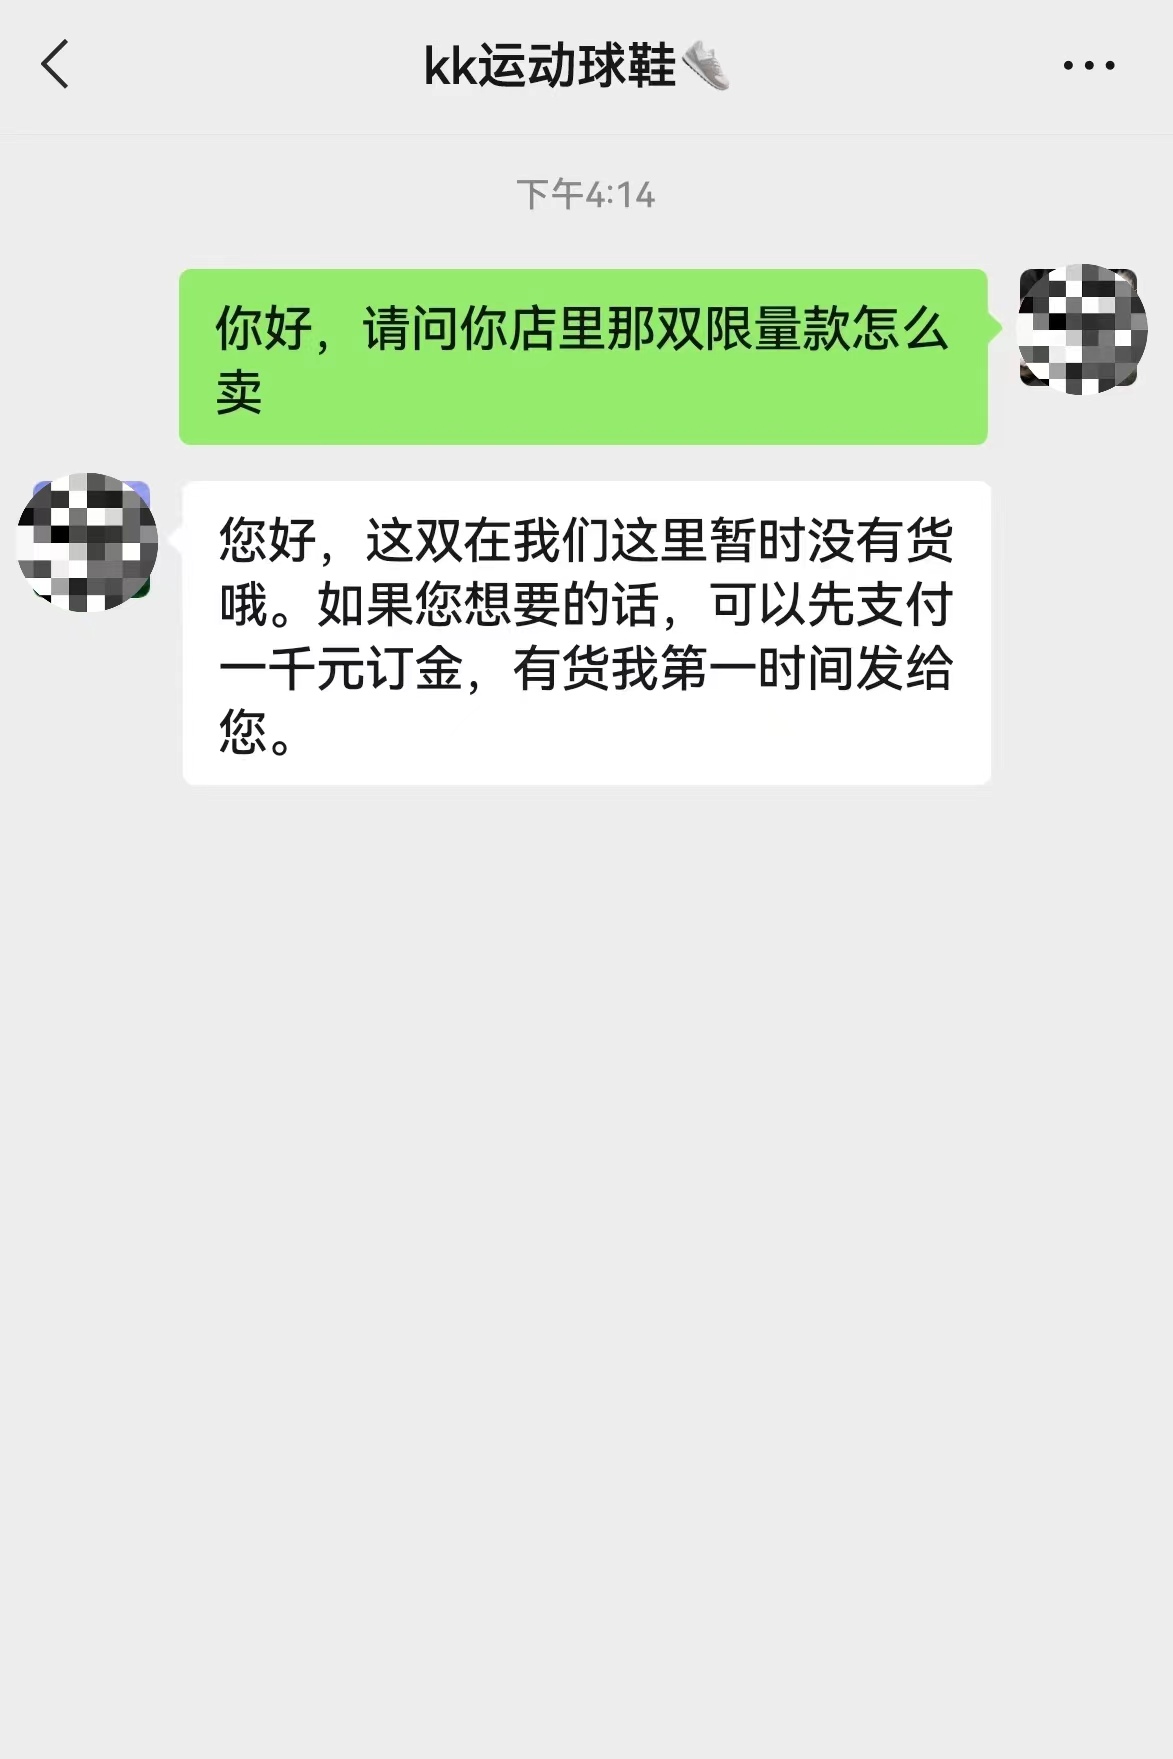 kk运动球鞋👟
下午4:14
你好，请问你店里那双限量款怎么
卖
您好，这双在我们这里暂时没有货
哦。如果您想要的话，可以先支付
一千元订金，有货我第一时间发给
您。